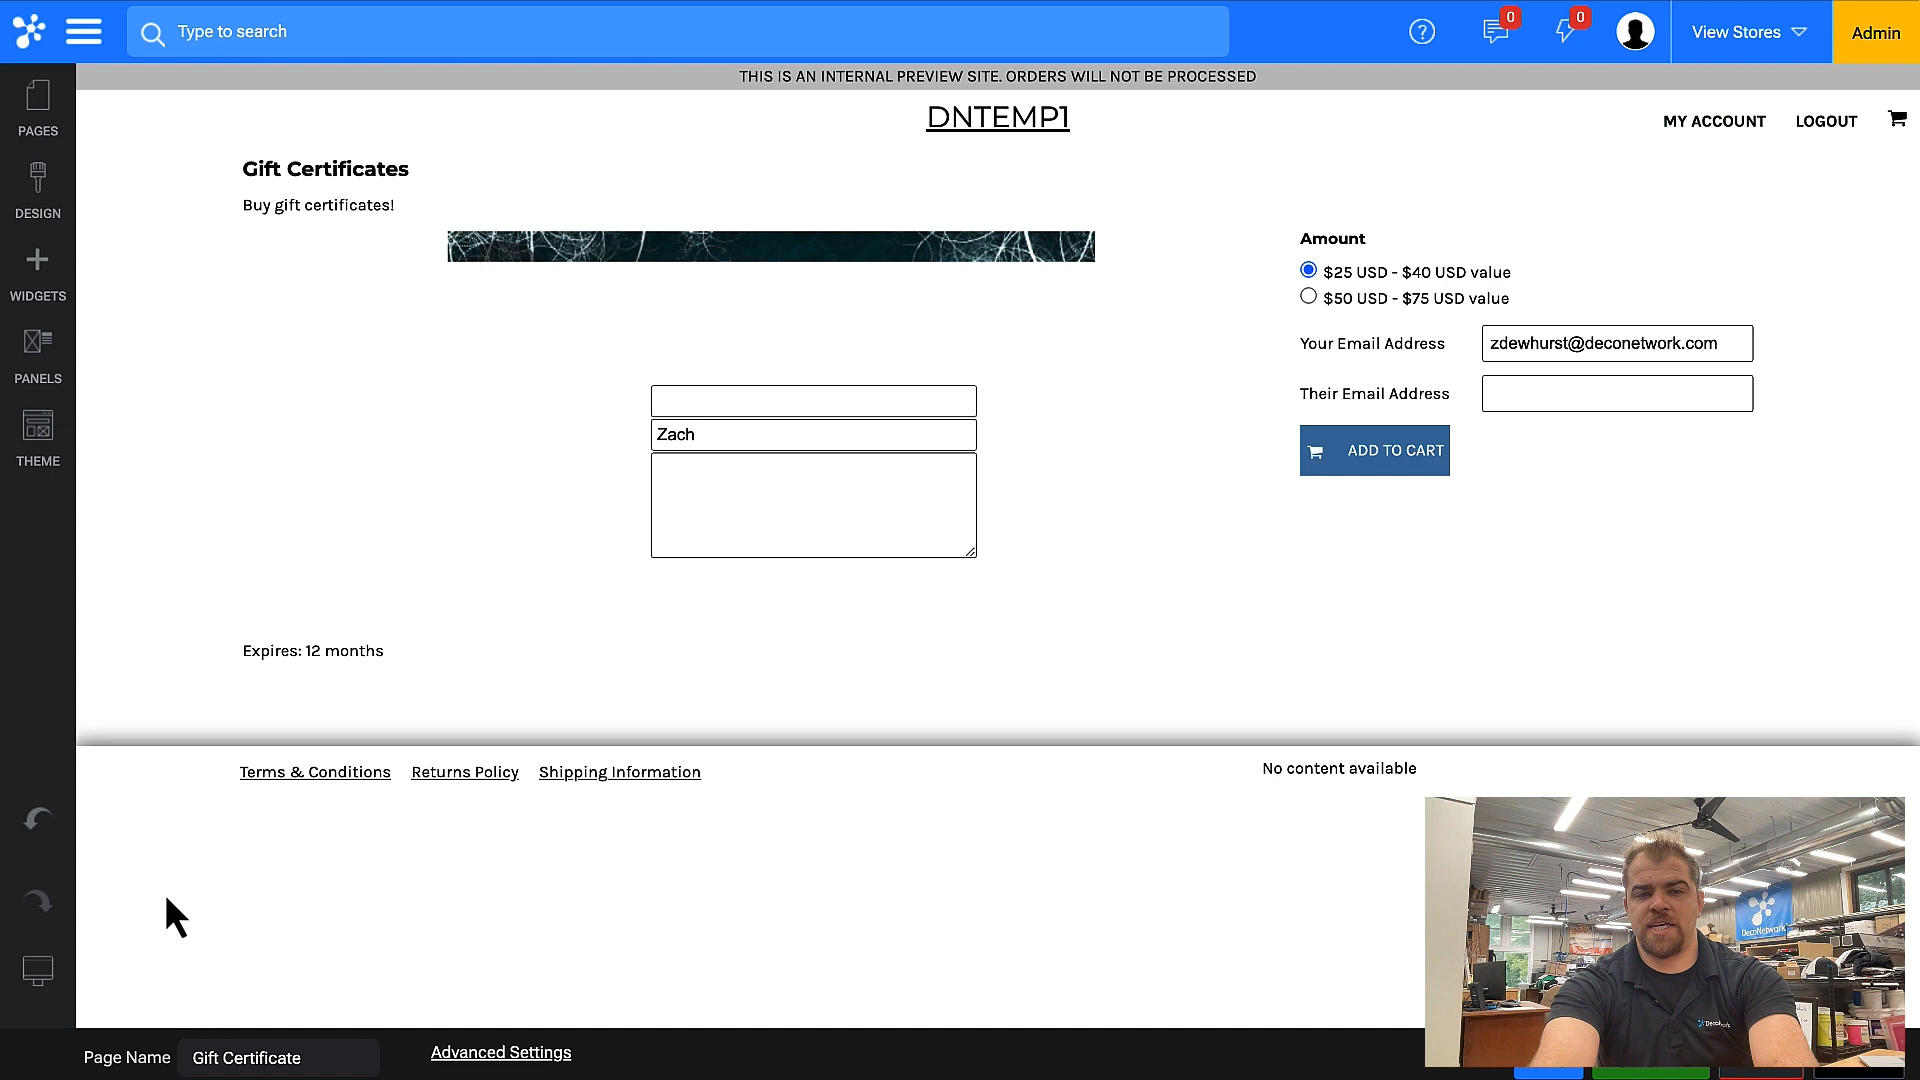 Type to search
0
0
View Stores
Admin
THIS IS AN INTERNAL PREVIEW SITE. ORDERS WILL NOT BE PROCESSED
DNTEMP1
MY ACCOUNT
LOGOUT
PAGES
DESIGN
WIDGETS
PANELS
THEME
Gift Certificates
Buy gift certificates!
Amount
$25 USD - $40 USD value
$50 USD - $75 USD value
Your Email Address
zdewhurst@deconetwork.com
Their Email Address
ADD TO CART
Zach
Expires: 12 months
Terms & Conditions
Returns Policy
Shipping Information
No content available
DecoNetwork
Page Name
Gift Certificate
Advanced Settings